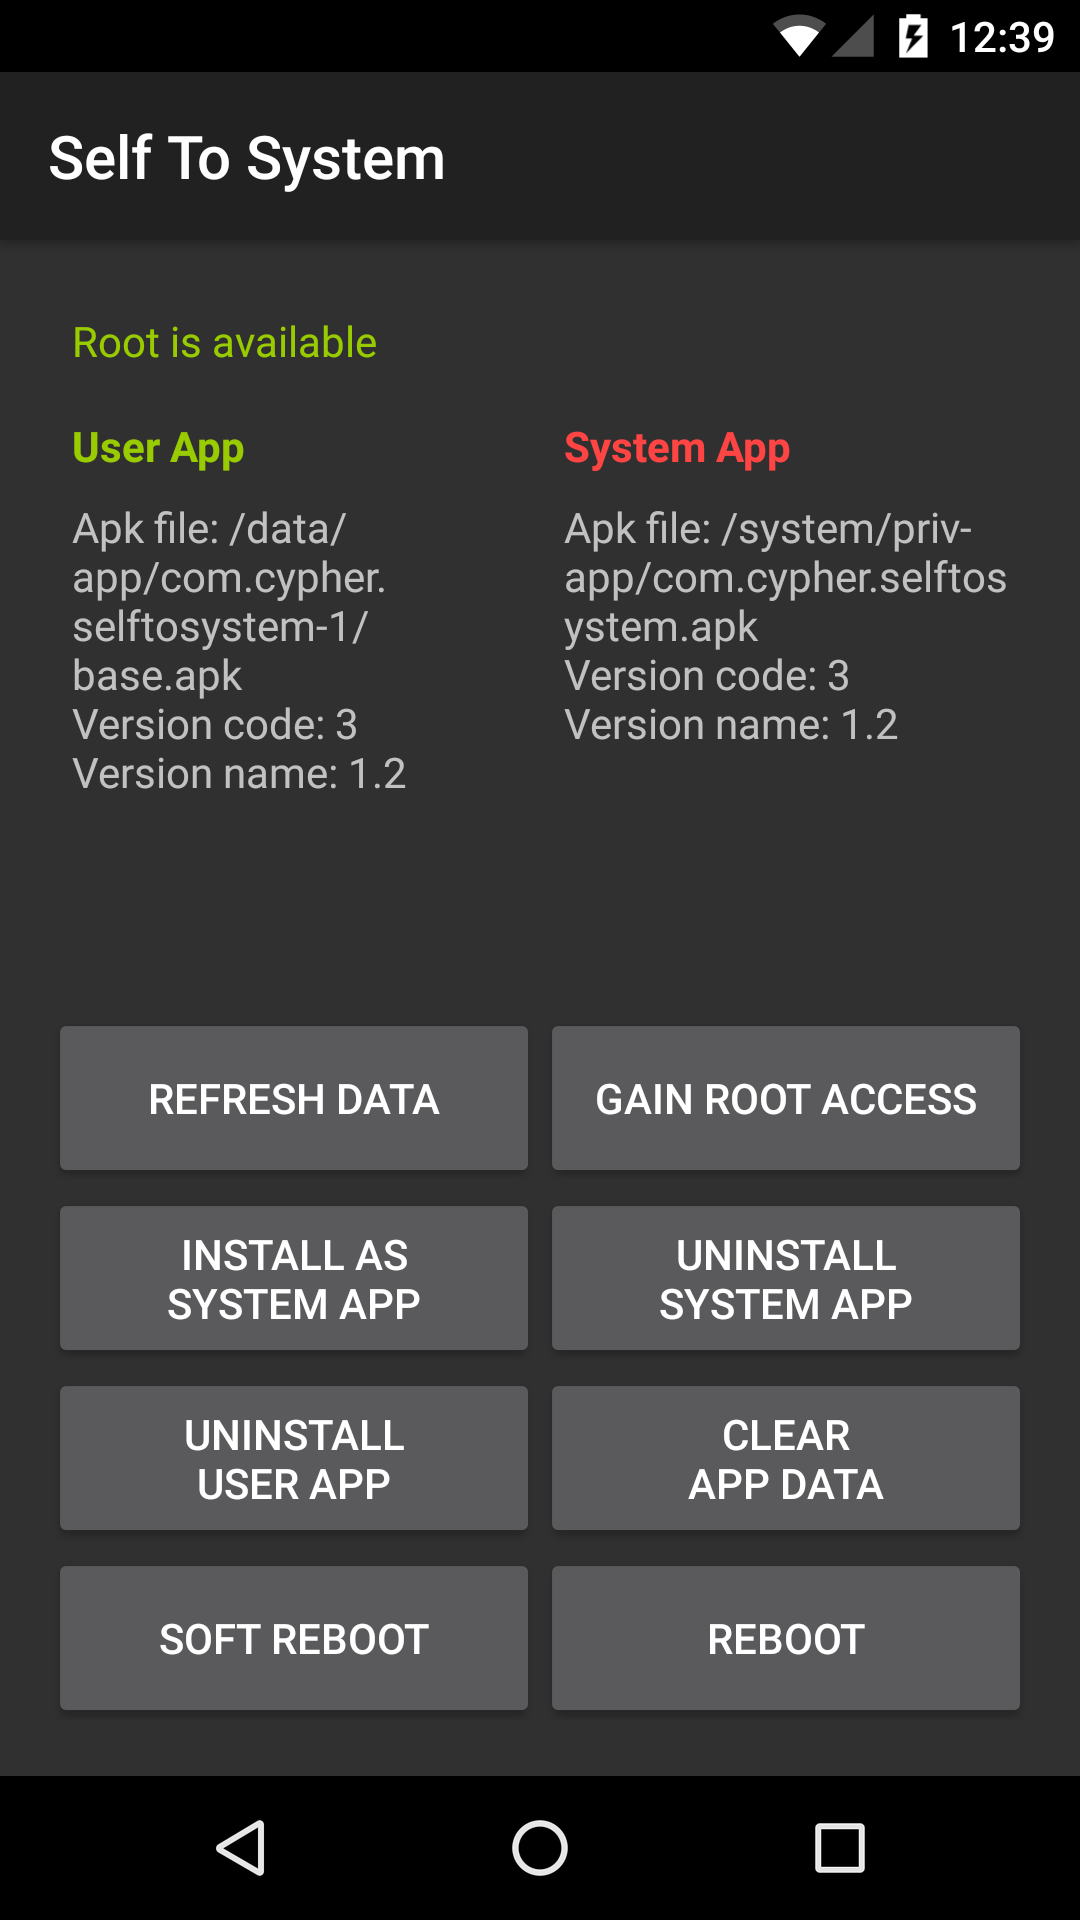 12:39
Self To System
Root is available
User App
Apk file: /data/
app/com.cypher.
selftosystem-1/
base.apk
Version code: 3
Version name: 1.2
System App
Apk file: /system/priv-
app/com.cypher.selftos
ystem.apk
Version code: 3
Version name: 1.2
REFRESH DATA
GAIN ROOT ACCESS
INSTALL AS
SYSTEM APP
UNINSTALL
SYSTEM APP
UNINSTALL
USER APP
CLEAR
APP DATA
SOFT REBOOT
REBOOT